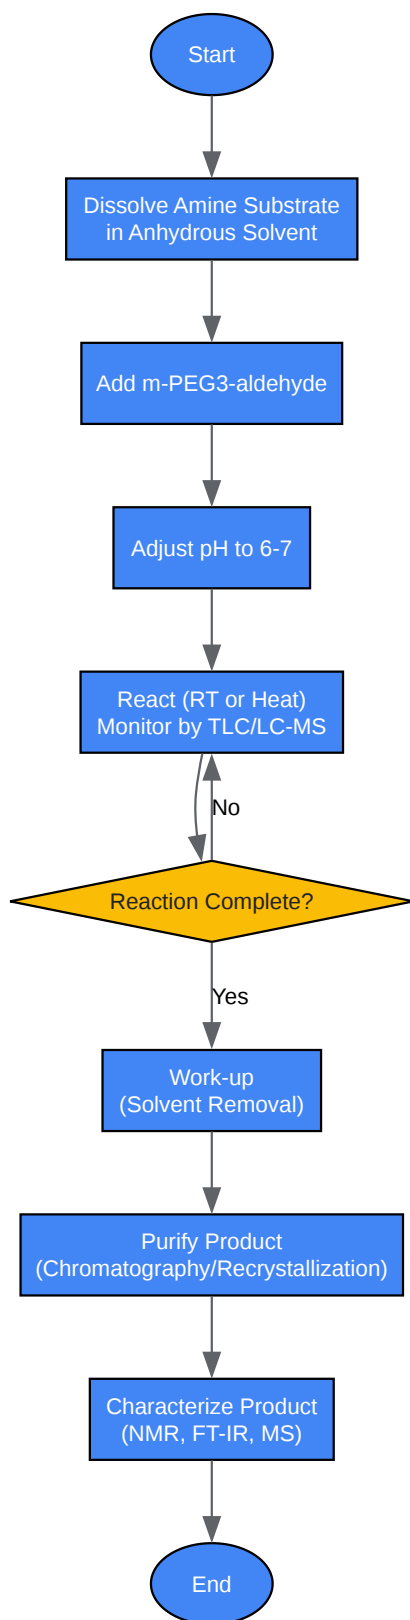 Start
Dissolve Amine Substrate
in Anhydrous Solvent
Add m-PEG3-aldehyde
Adjust pH to 6-7
React (RT or Heat)
Monitor by TLC/LC-MS
No
Reaction Complete?
Yes
Work-up
(Solvent Removal)
Purify Product
(Chromatography/Recrystallization)
Characterize Product
(NMR, FT-IR, MS)
End